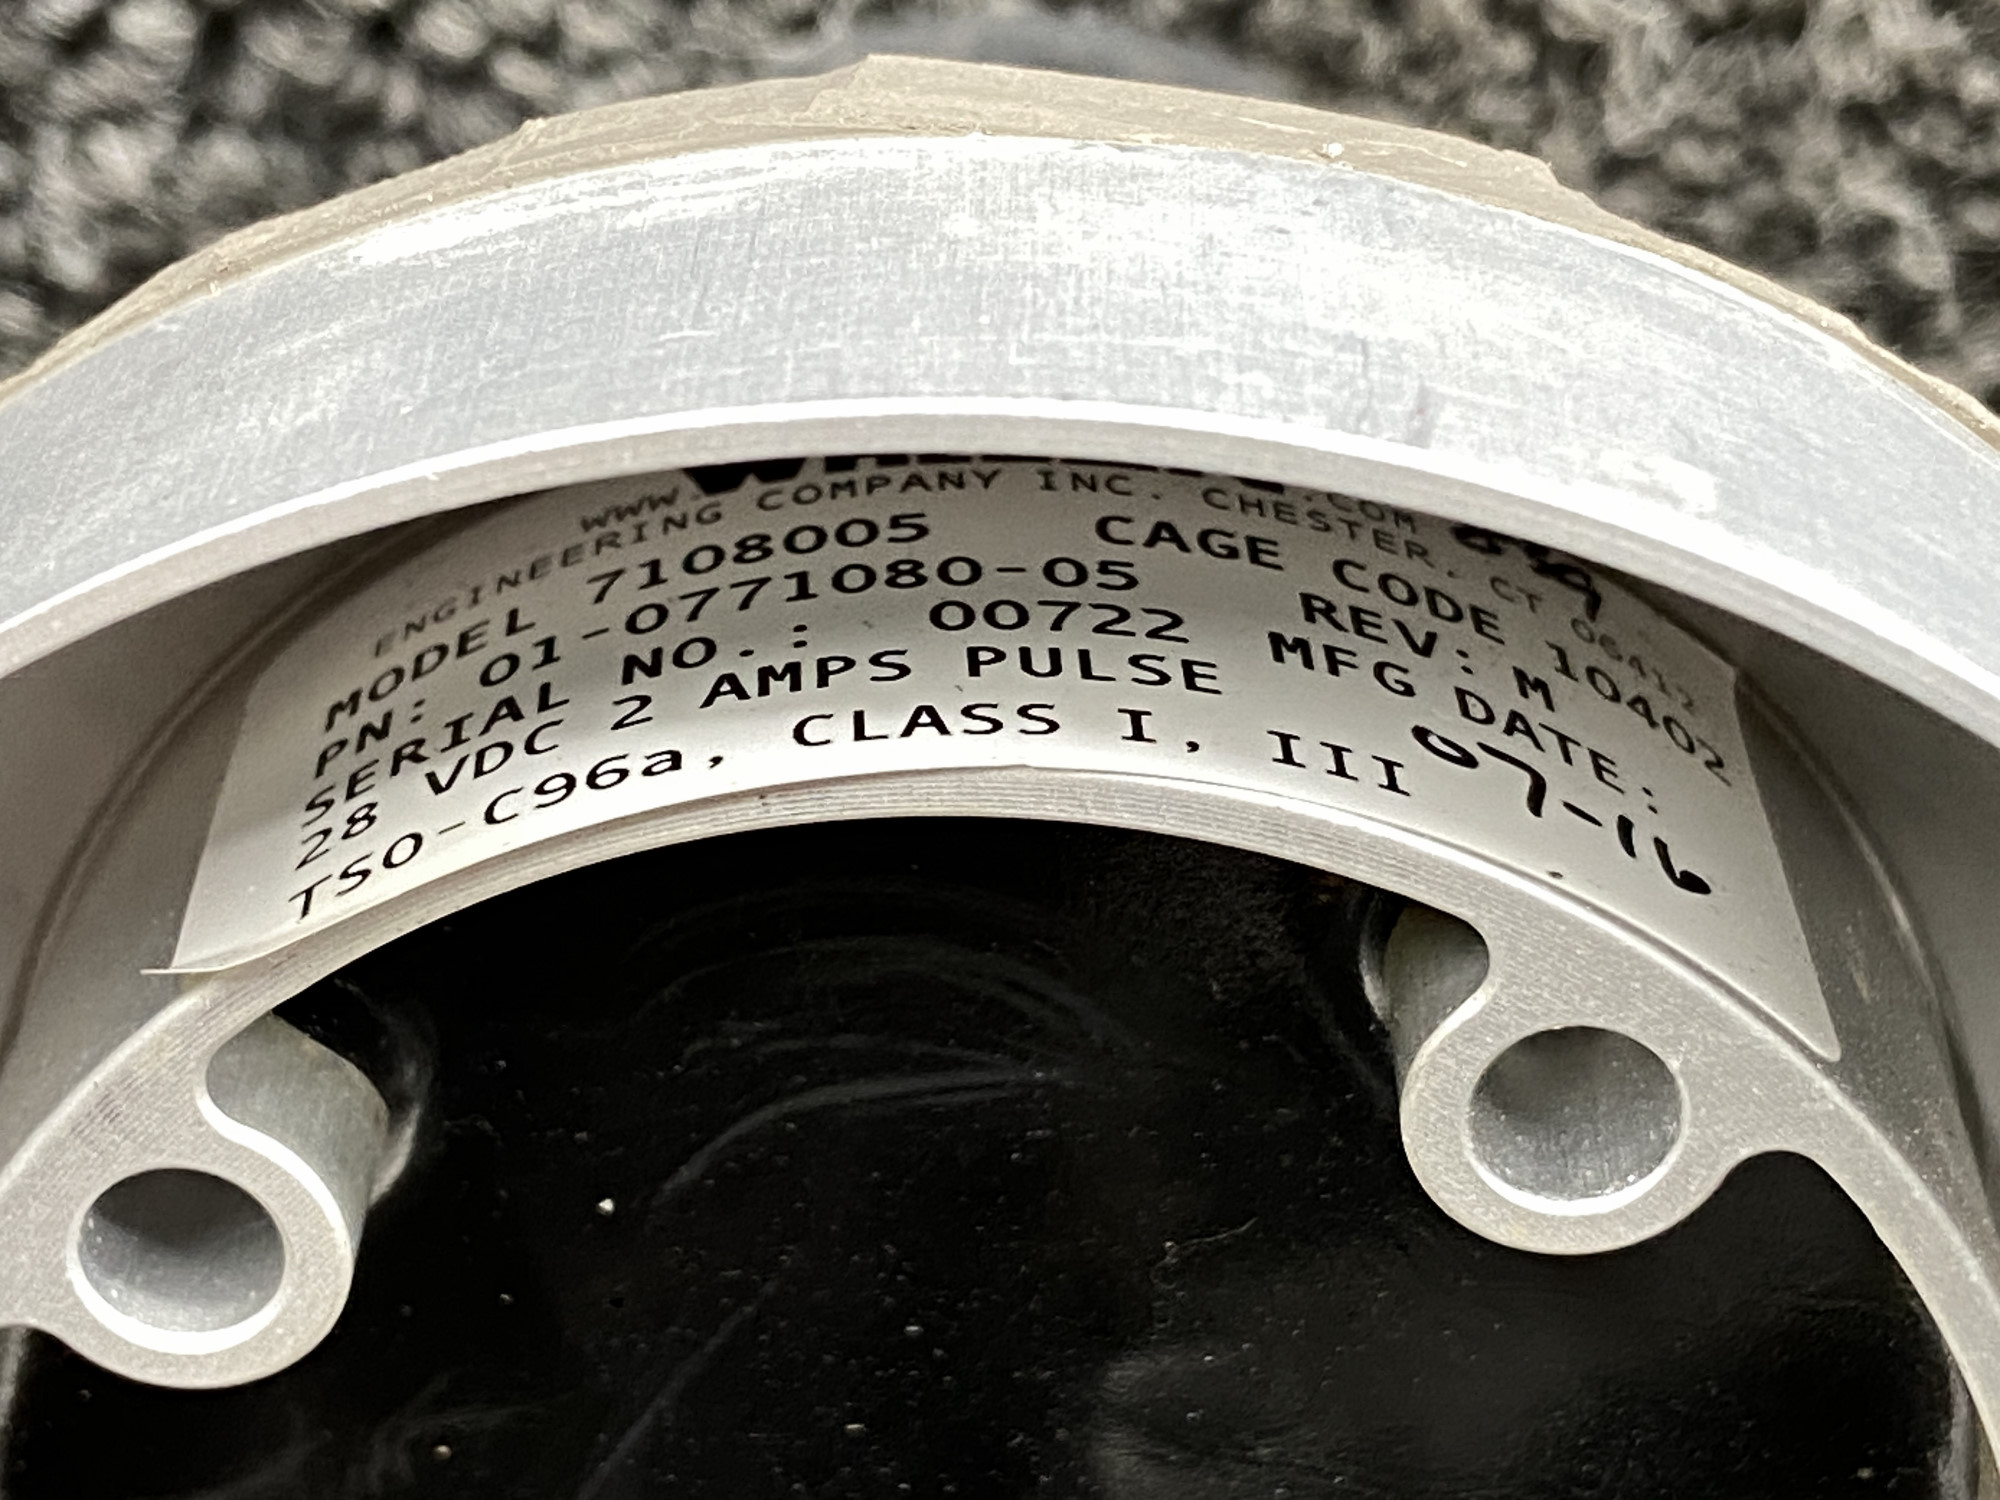 www. .COM
ENGINEERING COMPANY INC. CHESTER, CT 06412
MODEL 7108005 CAGE CODE 10402
PN: 01-0771080-05 REV: M
SERIAL NO.: 00722 MFG DATE:
28 VDC 2 AMPS PULSE 07-16
TSO-C96a, CLASS I, III